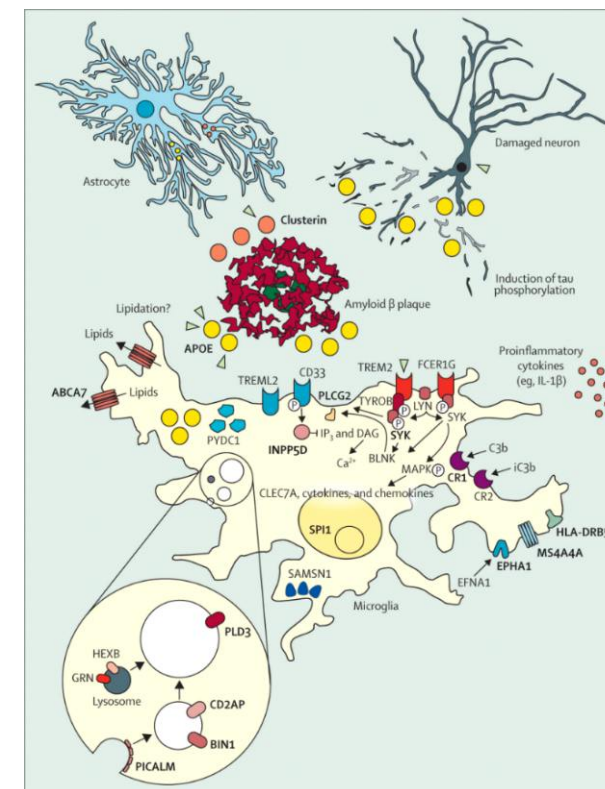 Astrocyte
Damaged neuron
Clusterin
Induction of tau
phosphorylation
Amyloid β plaque
Lipidation?
Lipids
APOE
ABCA7
Lipids
PYDC1
TREML2
CD33
P
INPP5D
PLCG2
IP3 and DAG
Ca2+
TREM2
FCER1G
TYROB
LYN
P
P
SYK
SYK
BLNK
MAPK
P
Proinflammatory
cytokines
(eg, IL-1β)
C3b
CR1
iC3b
CR2
CLEC7A, cytokines, and chemokines
SPI1
HLA-DRB
MS4A4A
EPHA1
EFNA1
SAMSN1
Microglia
PLD3
HEXB
GRN
Lysosome
CD2AP
BIN1
PICALM